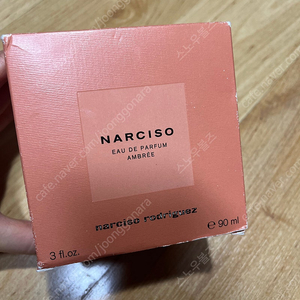 NARCISO
EAU DE PARFUM
AMBRÉE
narciso rodriguez
3 fl.oz.
e 90 ml